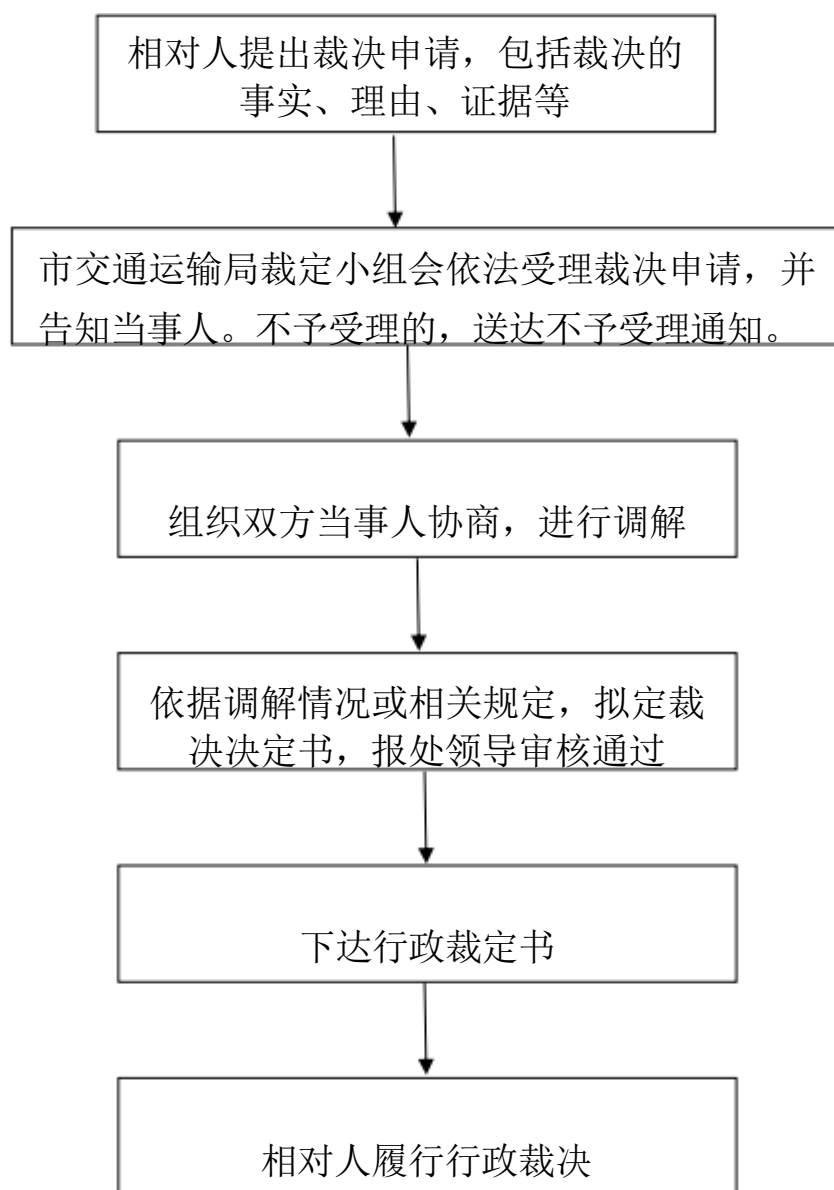 相对人提出裁决申请，包括裁决的
事实、理由、证据等
市交通运输局裁定小组会依法受理裁决申请，并
告知当事人。不予受理的，送达不予受理通知。
组织双方当事人协商，进行调解
依据调解情况或相关规定，拟定裁
决决定书，报处领导审核通过
下达行政裁定书
相对人履行行政裁决